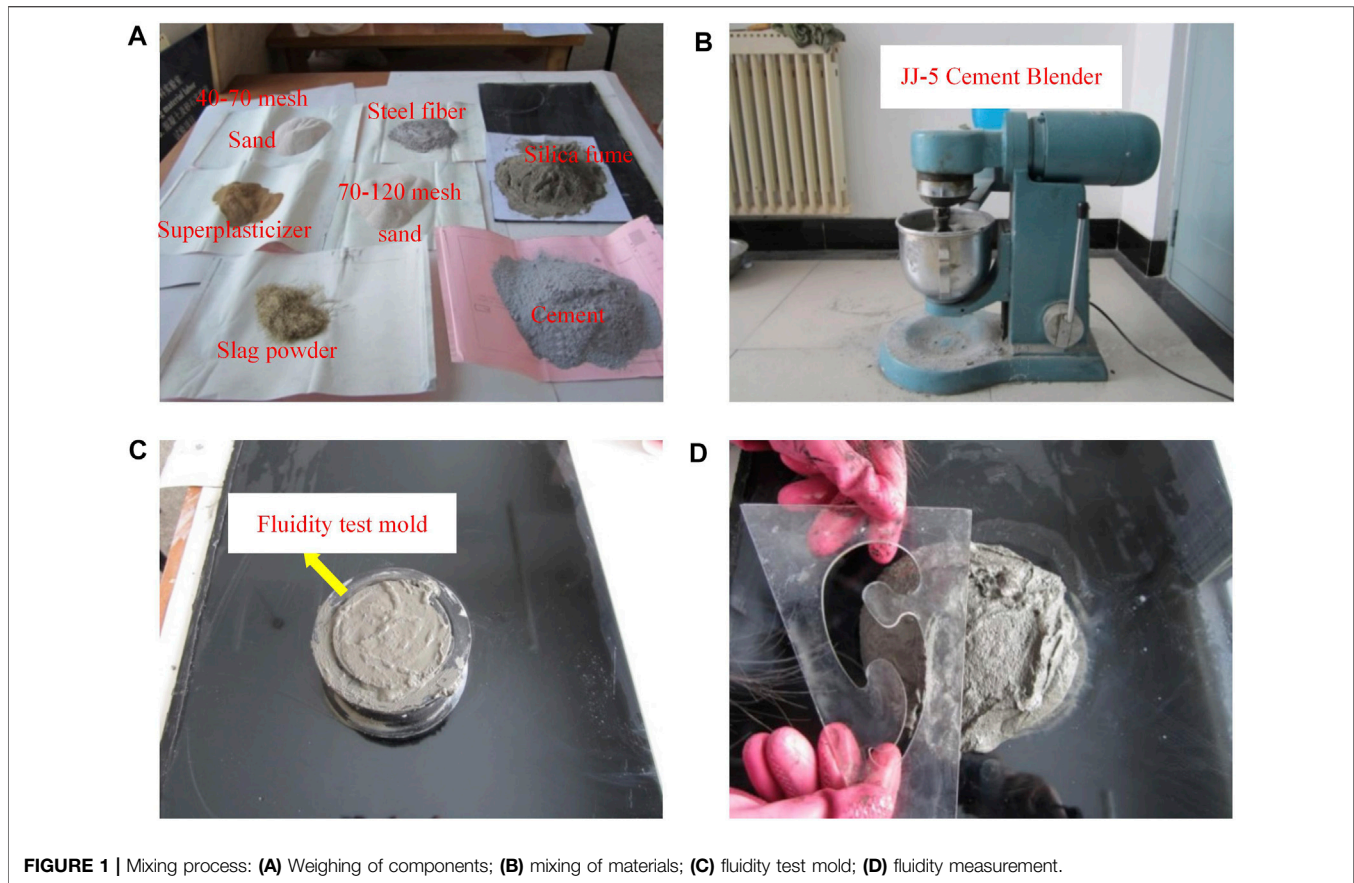 A
40-70 mesh
Sand
Steel fiber
Silica fume
Superplasticizer
70-120 mesh
sand
Slag powder
Cement
B
JJ-5 Cement Blender
C
Fluidity test mold
D
FIGURE 1 | Mixing process: (A) Weighing of components; (B) mixing of materials; (C) fluidity test mold; (D) fluidity measurement.